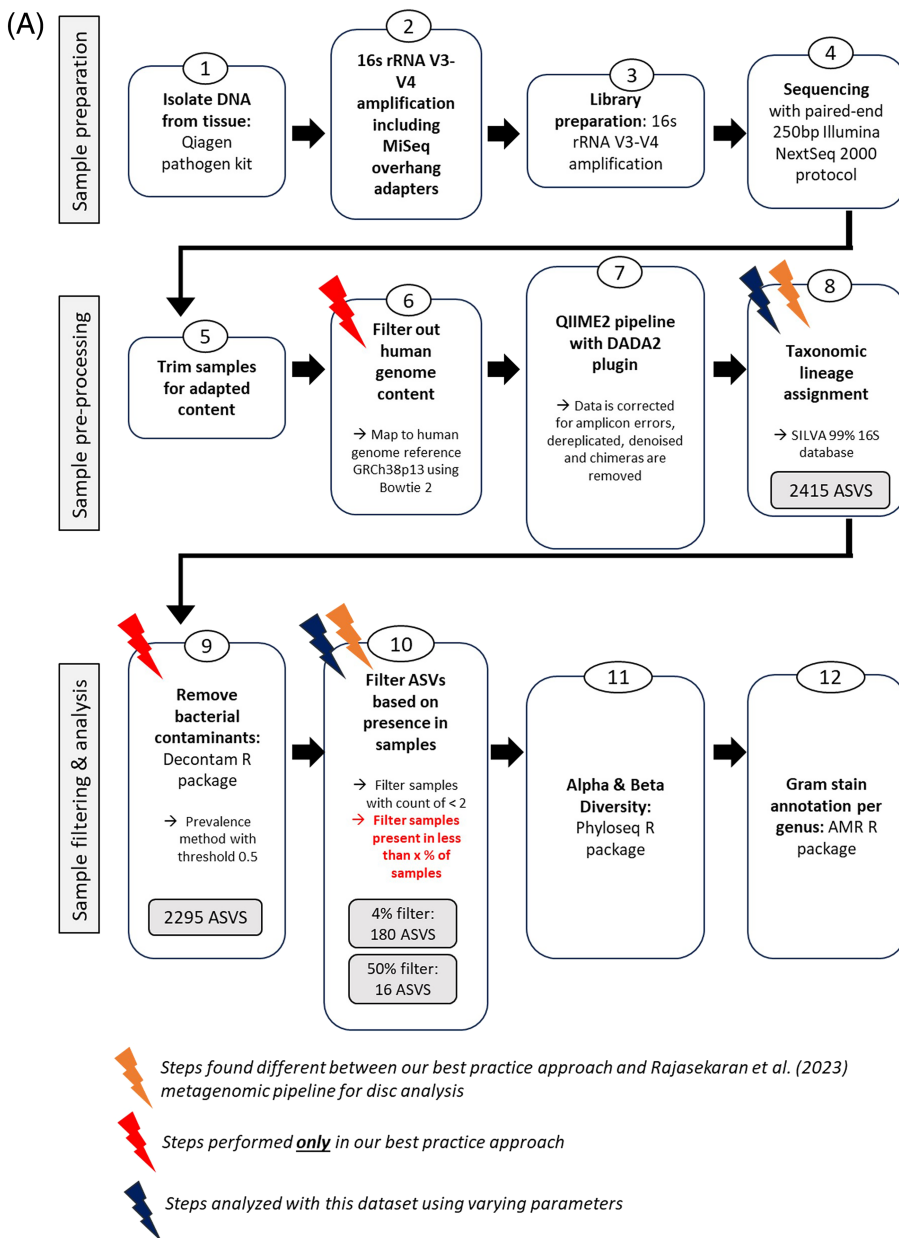 (A)
Sample preparation
1
Isolate DNA
from tissue:
Qiagen
pathogen kit
2
16s rRNA V3-
V4
amplification
including
MiSeq
overhang
adapters
3
Library
preparation: 16s
rRNA V3-V4
amplification
4
Sequencing
with paired-end
250bp Illumina
NextSeq 2000
protocol
Sample pre-processing
5
Trim samples
for adapted
content
6
Filter out
human
genome
content
→ Map to human
genome reference
GRCh38p13 using
Bowtie 2
7
QIIME2 pipeline
with DADA2
plugin
→ Data is corrected
for amplicon errors,
dereplicated, denoised
and chimeras are
removed
8
Taxonomic
lineage
assignment
→ SILVA 99% 16S
database
2415 ASVS
Sample filtering & analysis
9
Remove
bacterial
contaminants:
Decontam R
package
→ Prevalence
method with
threshold 0.5
2295 ASVS
10
Filter ASVs
based on
presence in
samples
→ Filter samples
with count of < 2
→ Filter samples
present in less
than x % of
samples
4% filter:
180 ASVS
50% filter:
16 ASVS
11
Alpha & Beta
Diversity:
Phyloseq R
package
12
Gram stain
annotation per
genus: AMR R
package
Steps found different between our best practice approach and Rajasekaran et al. (2023)
metagenomic pipeline for disc analysis
Steps performed only in our best practice approach
Steps analyzed with this dataset using varying parameters